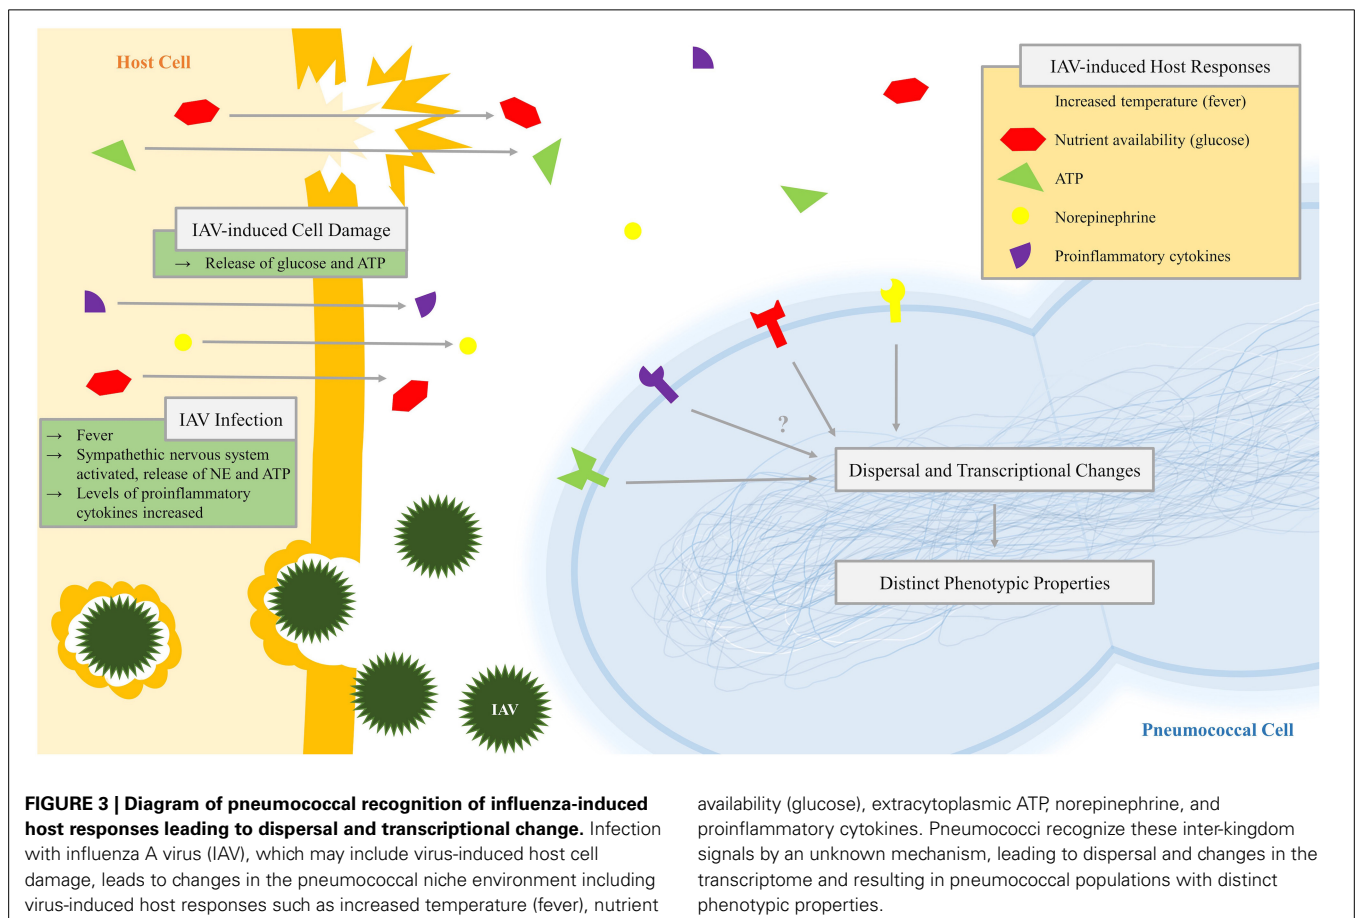 Host Cell
IAV-induced Host Responses
Increased temperature (fever)
Nutrient availability (glucose)
ATP
Norepinephrine
Proinflammatory cytokines
IAV-induced Cell Damage
→ Release of glucose and ATP
IAV Infection
→ Fever
→ Sympathethic nervous system
activated, release of NE and ATP
→ Levels of proinflammatory
cytokines increased
?
Dispersal and Transcriptional Changes
Distinct Phenotypic Properties
IAV
Pneumococcal Cell
FIGURE 3 | Diagram of pneumococcal recognition of influenza-induced
host responses leading to dispersal and transcriptional change. Infection
with influenza A virus (IAV), which may include virus-induced host cell
damage, leads to changes in the pneumococcal niche environment including
virus-induced host responses such as increased temperature (fever), nutrient
availability (glucose), extracytoplasmic ATP, norepinephrine, and
proinflammatory cytokines. Pneumococci recognize these inter-kingdom
signals by an unknown mechanism, leading to dispersal and changes in the
transcriptome and resulting in pneumococcal populations with distinct
phenotypic properties.